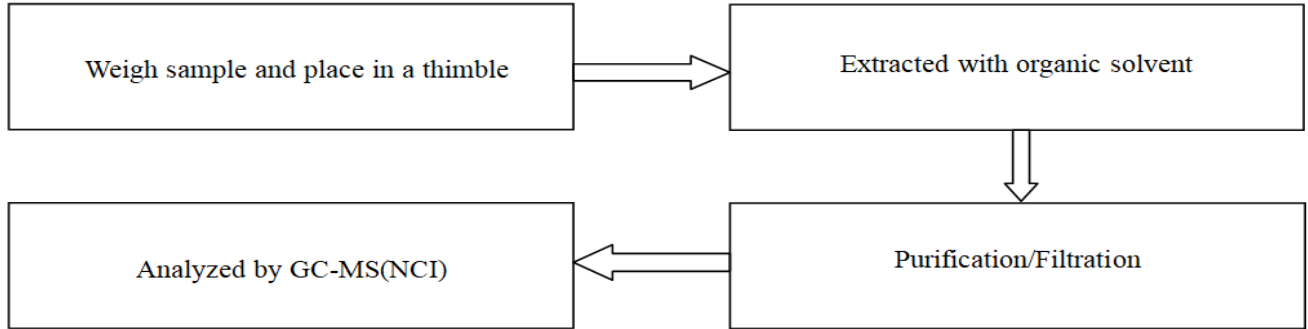 Weigh sample and place in a thimble
Extracted with organic solvent
Purification/Filtration
Analyzed by GC-MS(NCI)